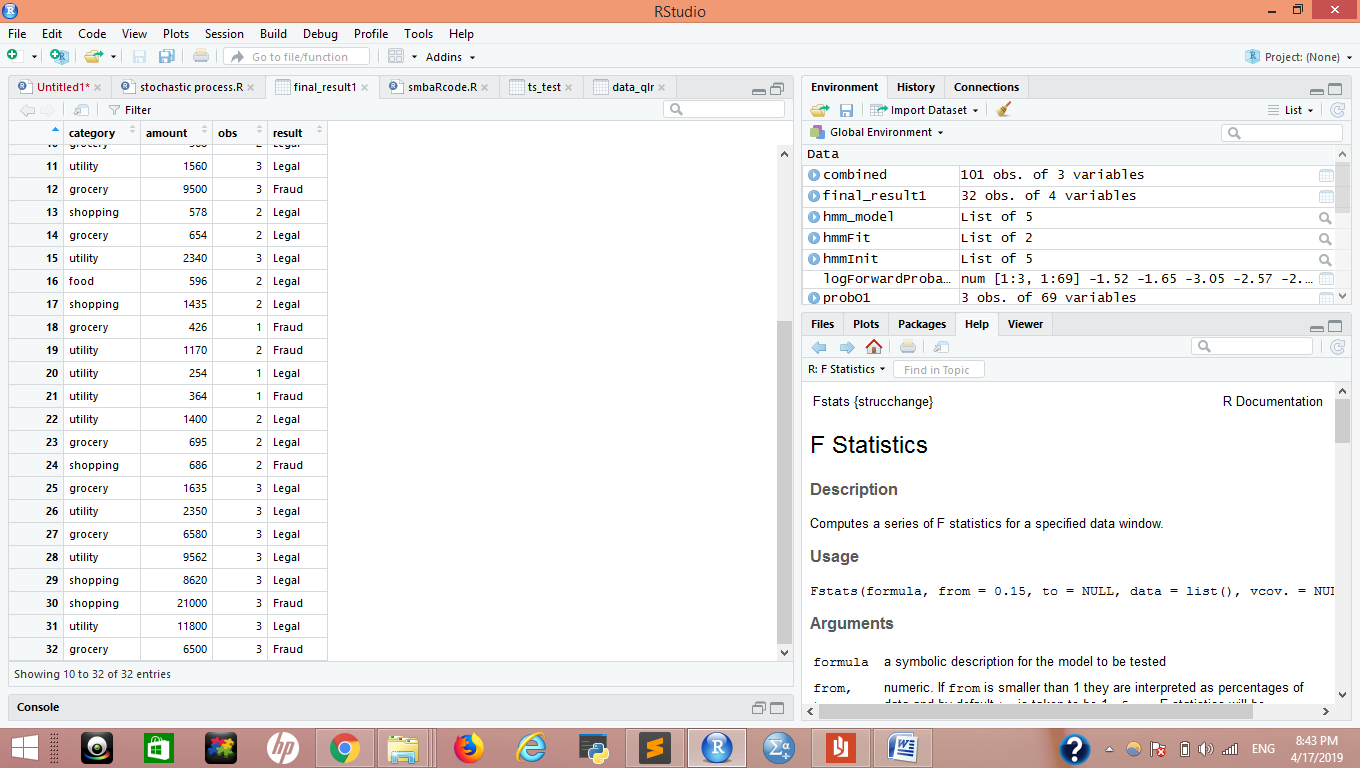 RStudio
File Edit Code View Plots Session Build Debug Profile Tools Help
Go to file/function Addins Project: (None)
Untitled1* stochastic process.R final_result1 smbaRcode.R ts_test data_qlr
Filter
category amount obs result
11 utility 1560 3 Legal
12 grocery 9500 3 Fraud
13 shopping 578 2 Legal
14 grocery 654 2 Legal
15 utility 2340 3 Legal
16 food 596 2 Legal
17 shopping 1435 2 Legal
18 grocery 426 1 Fraud
19 utility 1170 2 Fraud
20 utility 254 1 Legal
21 utility 364 1 Fraud
22 utility 1400 2 Legal
23 grocery 695 2 Legal
24 shopping 686 2 Fraud
25 grocery 1635 3 Legal
26 utility 2350 3 Legal
27 grocery 6580 3 Legal
28 utility 9562 3 Legal
29 shopping 8620 3 Legal
30 shopping 21000 3 Fraud
31 utility 11800 3 Legal
32 grocery 6500 3 Fraud
Showing 10 to 32 of 32 entries
Console
Environment History Connections
Import Dataset List
Global Environment
Data
combined 101 obs. of 3 variables
final_result1 32 obs. of 4 variables
hmm_model List of 5
hmmFit List of 2
hmmInit List of 5
logForwardProba… num [1:3, 1:69] -1.52 -1.65 -3.05 -2.57 -2.…
prob01 3 obs. of 69 variables
Files Plots Packages Help Viewer
R: F Statistics Find in Topic
Fstats {strucchange} R Documentation
F Statistics
Description
Computes a series of F statistics for a specified data window.
Usage
Fstats(formula, from = 0.15, to = NULL, data = list(), vcov. = NUI
Arguments
formula a symbolic description for the model to be tested
from, numeric. If from is smaller than 1 they are interpreted as percentages of
ENG 8:43 PM
4/17/2019